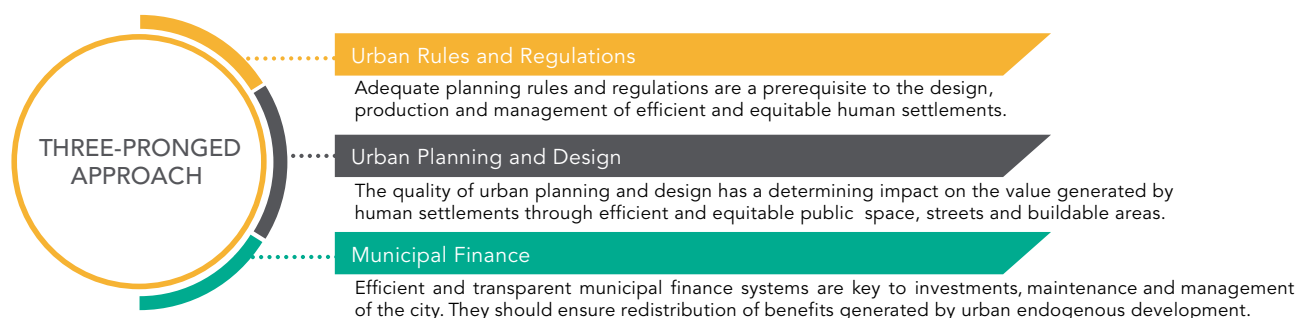 THREE-PRONGED
APPROACH
Urban Rules and Regulations
Adequate planning rules and regulations are a prerequisite to the design,
production and management of efficient and equitable human settlements.
Urban Planning and Design
The quality of urban planning and design has a determining impact on the value generated by
human settlements through efficient and equitable public space, streets and buildable areas.
Municipal Finance
Efficient and transparent municipal finance systems are key to investments, maintenance and management
of the city. They should ensure redistribution of benefits generated by urban endogenous development.